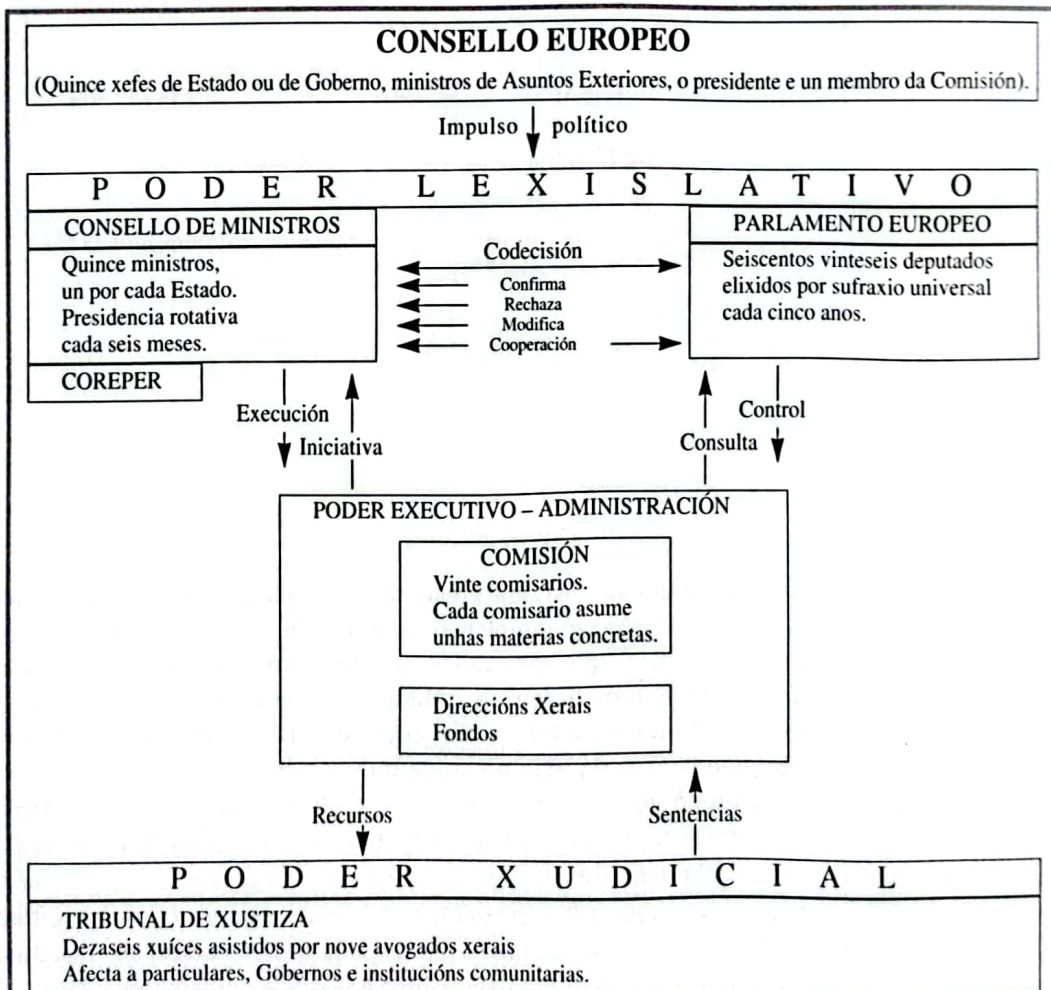 CONSELLO EUROPEO
(Quince xefes de Estado ou de Goberno, ministros de Asuntos Exteriores, o presidente e un membro da Comisión).
Impulso político
PODER LEXISLATIVO
CONSELLO DE MINISTROS
Quince ministros,
un por cada Estado.
Presidencia rotativa
cada seis meses.
COREPER
Codecisión
Confirma
Rechaza
Modifica
Cooperación
PARLAMENTO EUROPEO
Seiscentos vinteseis deputados
elixidos por sufraxio universal
cada cinco anos.
Execución
Iniciativa
Control
Consulta
PODER EXECUTIVO – ADMINISTRACIÓN
COMISIÓN
Vinte comisarios.
Cada comisario asume
unhas materias concretas.
Direccións Xerais
Fondos
Recursos
Sentencias
PODER XUDICIAL
TRIBUNAL DE XUSTIZA
Dezaseis xuíces asistidos por nove avogados xerais
Afecta a particulares, Gobernos e institucións comunitarias.